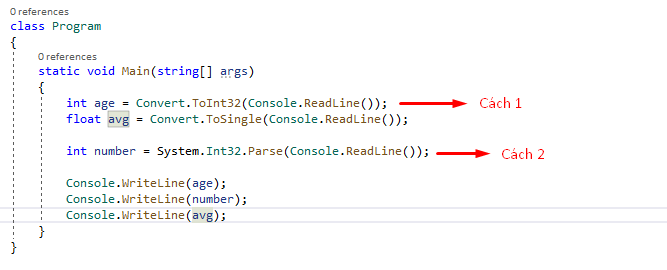 0 references
class Program
{
0 references
static void Main(string[] args)
{
int age = Convert.ToInt32(Console.ReadLine()); Cách 1
float avg = Convert.ToSingle(Console.ReadLine());
int number = System.Int32.Parse(Console.ReadLine()); Cách 2
Console.WriteLine(age);
Console.WriteLine(number);
Console.WriteLine(avg);
}
}